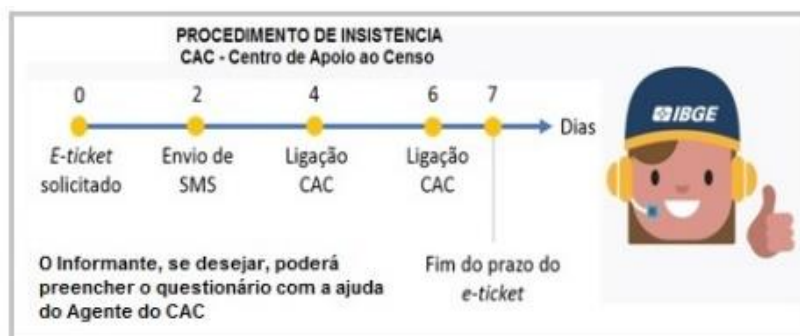 PROCEDIMENTO DE INSISTENCIA
CAC - Centro de Apoio ao Censo
0 2 4 6 7
Dias
E-ticket solicitado
Envio de SMS
Ligação CAC
Ligação CAC
Fim do prazo do
e-ticket
O Informante, se desejar, poderá
preencher o questionário com a ajuda
do Agente do CAC
IBGE